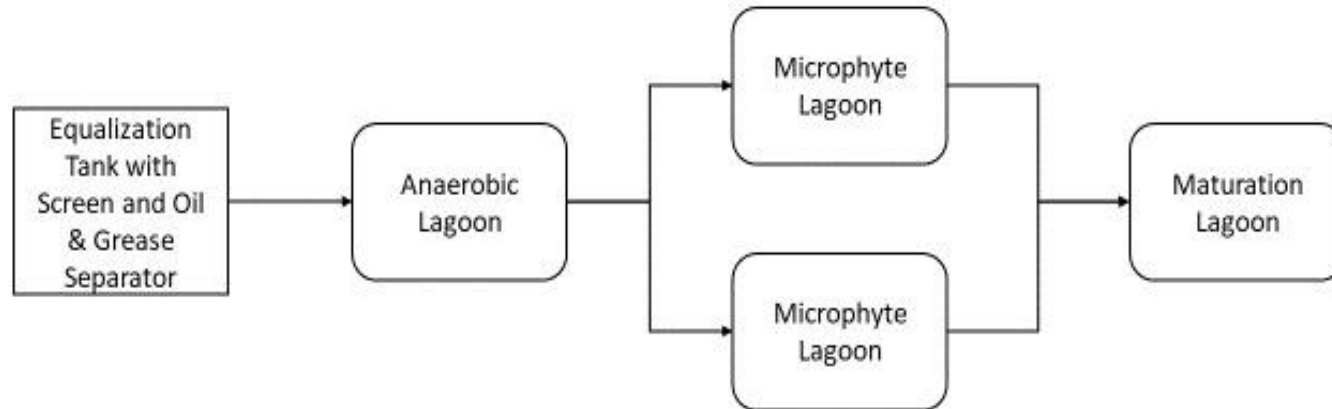 Equalization
Tank with
Screen and Oil
& Grease
Separator
Anaerobic
Lagoon
Microphyte
Lagoon
Microphyte
Lagoon
Maturation
Lagoon